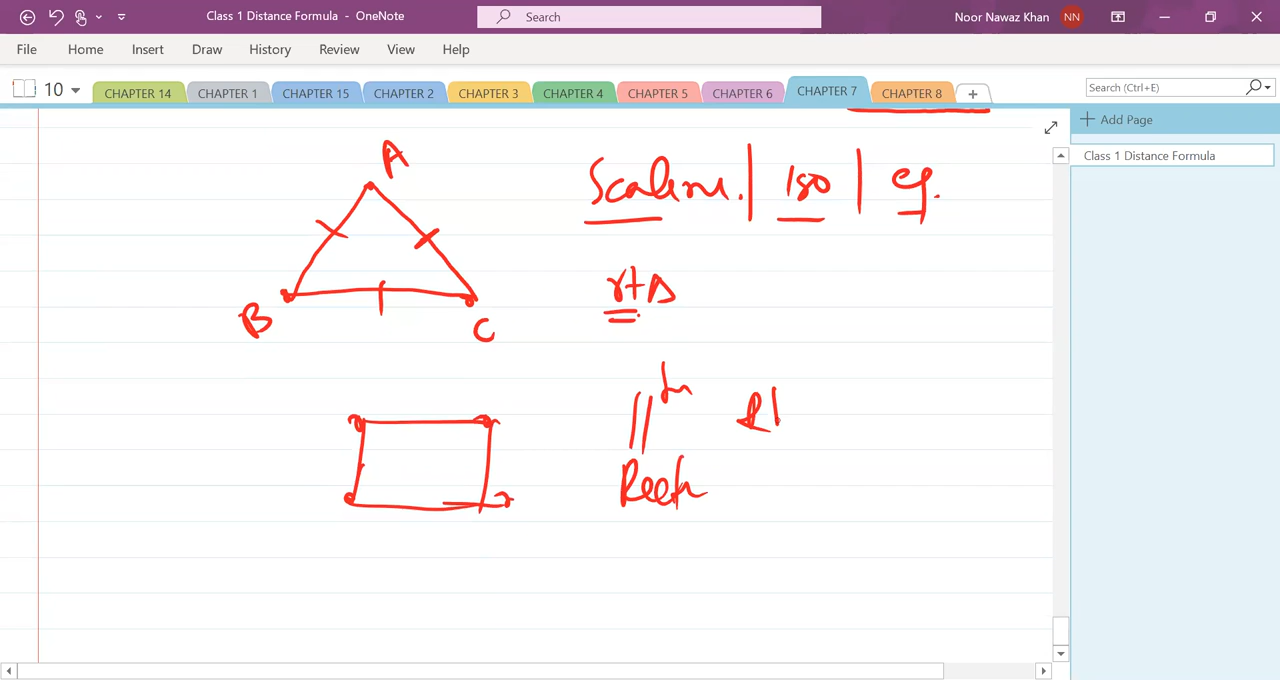 Class 1 Distance Formula - OneNote
Search
Noor Nawaz Khan NN
File Home Insert Draw History Review View Help
10 CHAPTER 14 CHAPTER 1 CHAPTER 15 CHAPTER 2 CHAPTER 3 CHAPTER 4 CHAPTER 5 CHAPTER 6 CHAPTER 7 CHAPTER 8 +
Search (Ctrl+E)
Add Page
Class 1 Distance Formula
A
Scalene. | iso | eq.
rt Δ
B
C
||